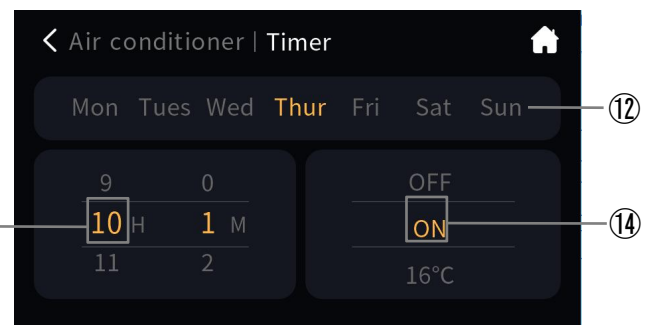 Air conditioner | Timer
Mon Tues Wed Thur Fri Sat Sun ⑫
9 0 OFF
10 H 1 M ON ⑭
11 2 16°C